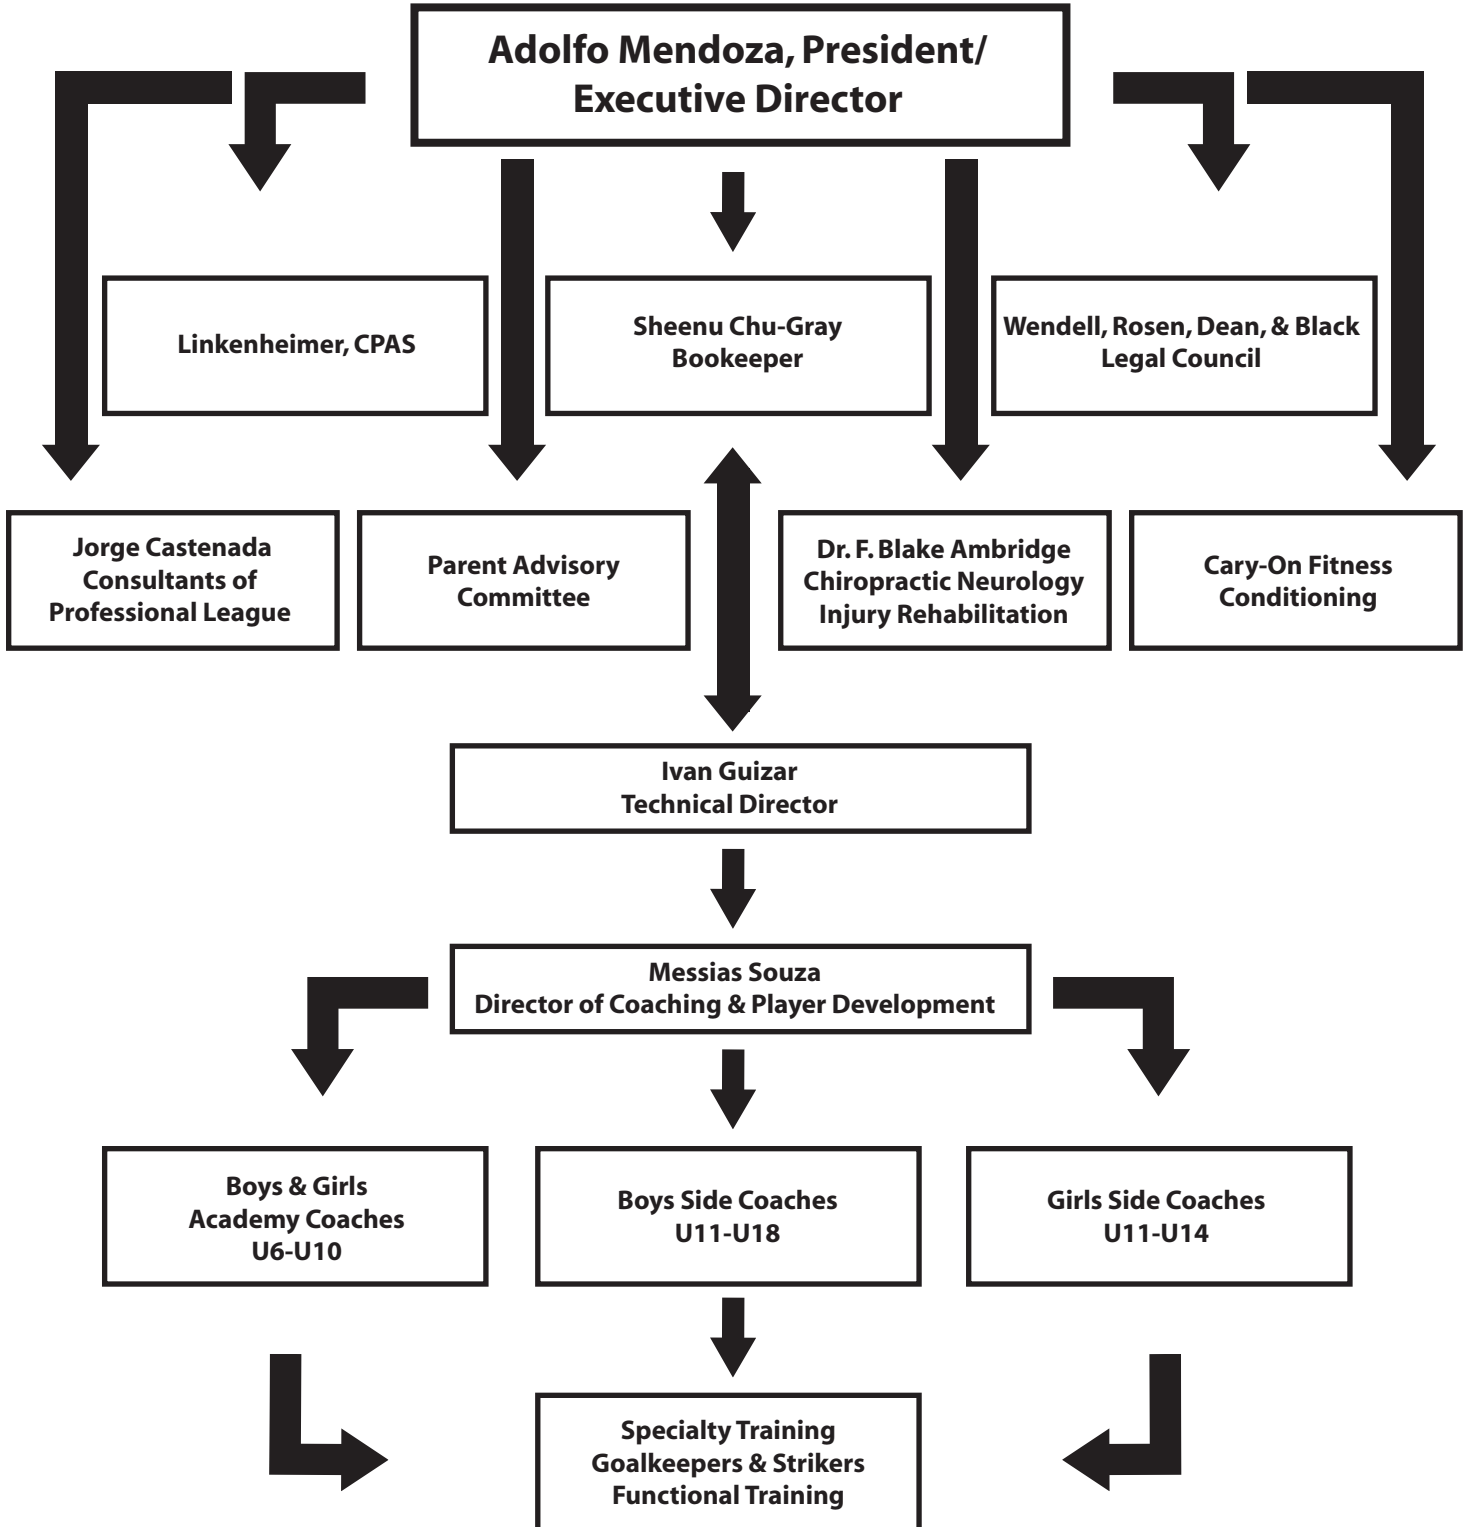 Adolfo Mendoza, President/
Executive Director
Linkenheimer, CPAS
Sheenu Chu-Gray
Bookeeper
Wendell, Rosen, Dean, & Black
Legal Council
Jorge Castenada
Consultants of
Professional League
Parent Advisory
Committee
Dr. F. Blake Ambridge
Chiropractic Neurology
Injury Rehabilitation
Cary-On Fitness
Conditioning
Ivan Guizar
Technical Director
Messias Souza
Director of Coaching & Player Development
Boys & Girls
Academy Coaches
U6-U10
Boys Side Coaches
U11-U18
Girls Side Coaches
U11-U14
Specialty Training
Goalkeepers & Strikers
Functional Training